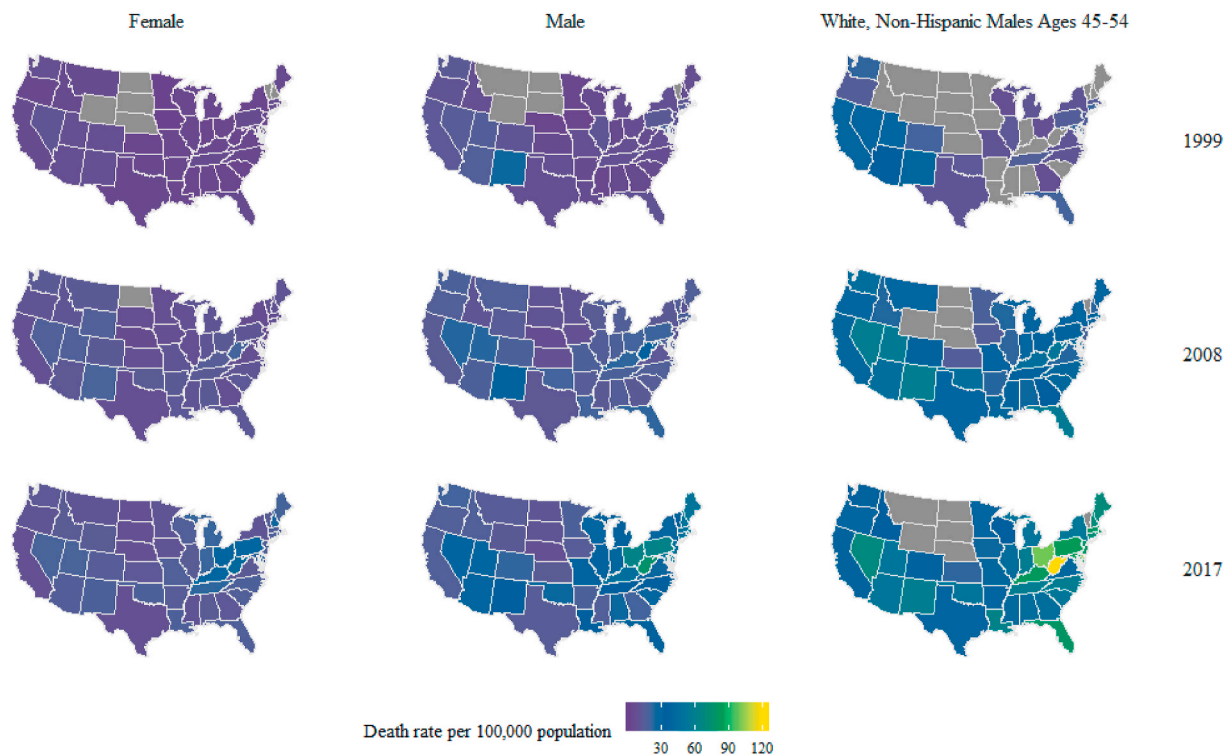 Female
Male
White, Non-Hispanic Males Ages 45-54
1999
2008
2017
Death rate per 100,000 population
30 60 90 120